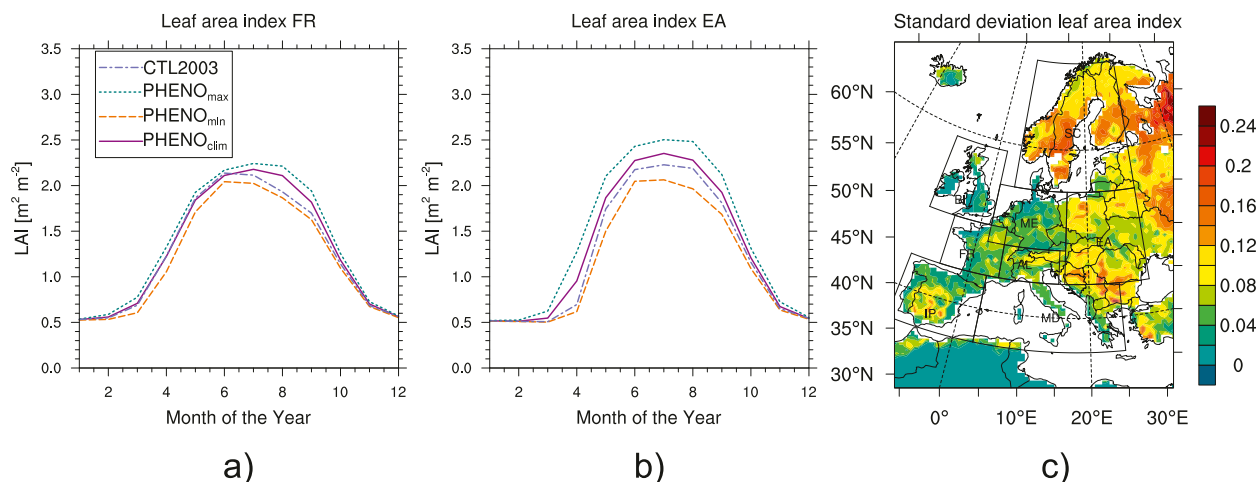 Leaf area index FR
3.5
3.0
2.5
2.0
1.5
1.0
0.5
0.0
LAI [m² m⁻²]
CTL2003
PHENOmax
PHENOmin
PHENOclim
2 4 6 8 10 12
Month of the Year
a)
Leaf area index EA
3.5
3.0
2.5
2.0
1.5
1.0
0.5
0.0
LAI [m² m⁻²]
2 4 6 8 10 12
Month of the Year
b)
Standard deviation leaf area index
60°N
55°N
50°N
45°N
40°N
35°N
30°N
SC
ME
EA
AL
IP
MD
0° 10°E 20°E 30°E
0.24
0.2
0.16
0.12
0.08
0.04
0
c)